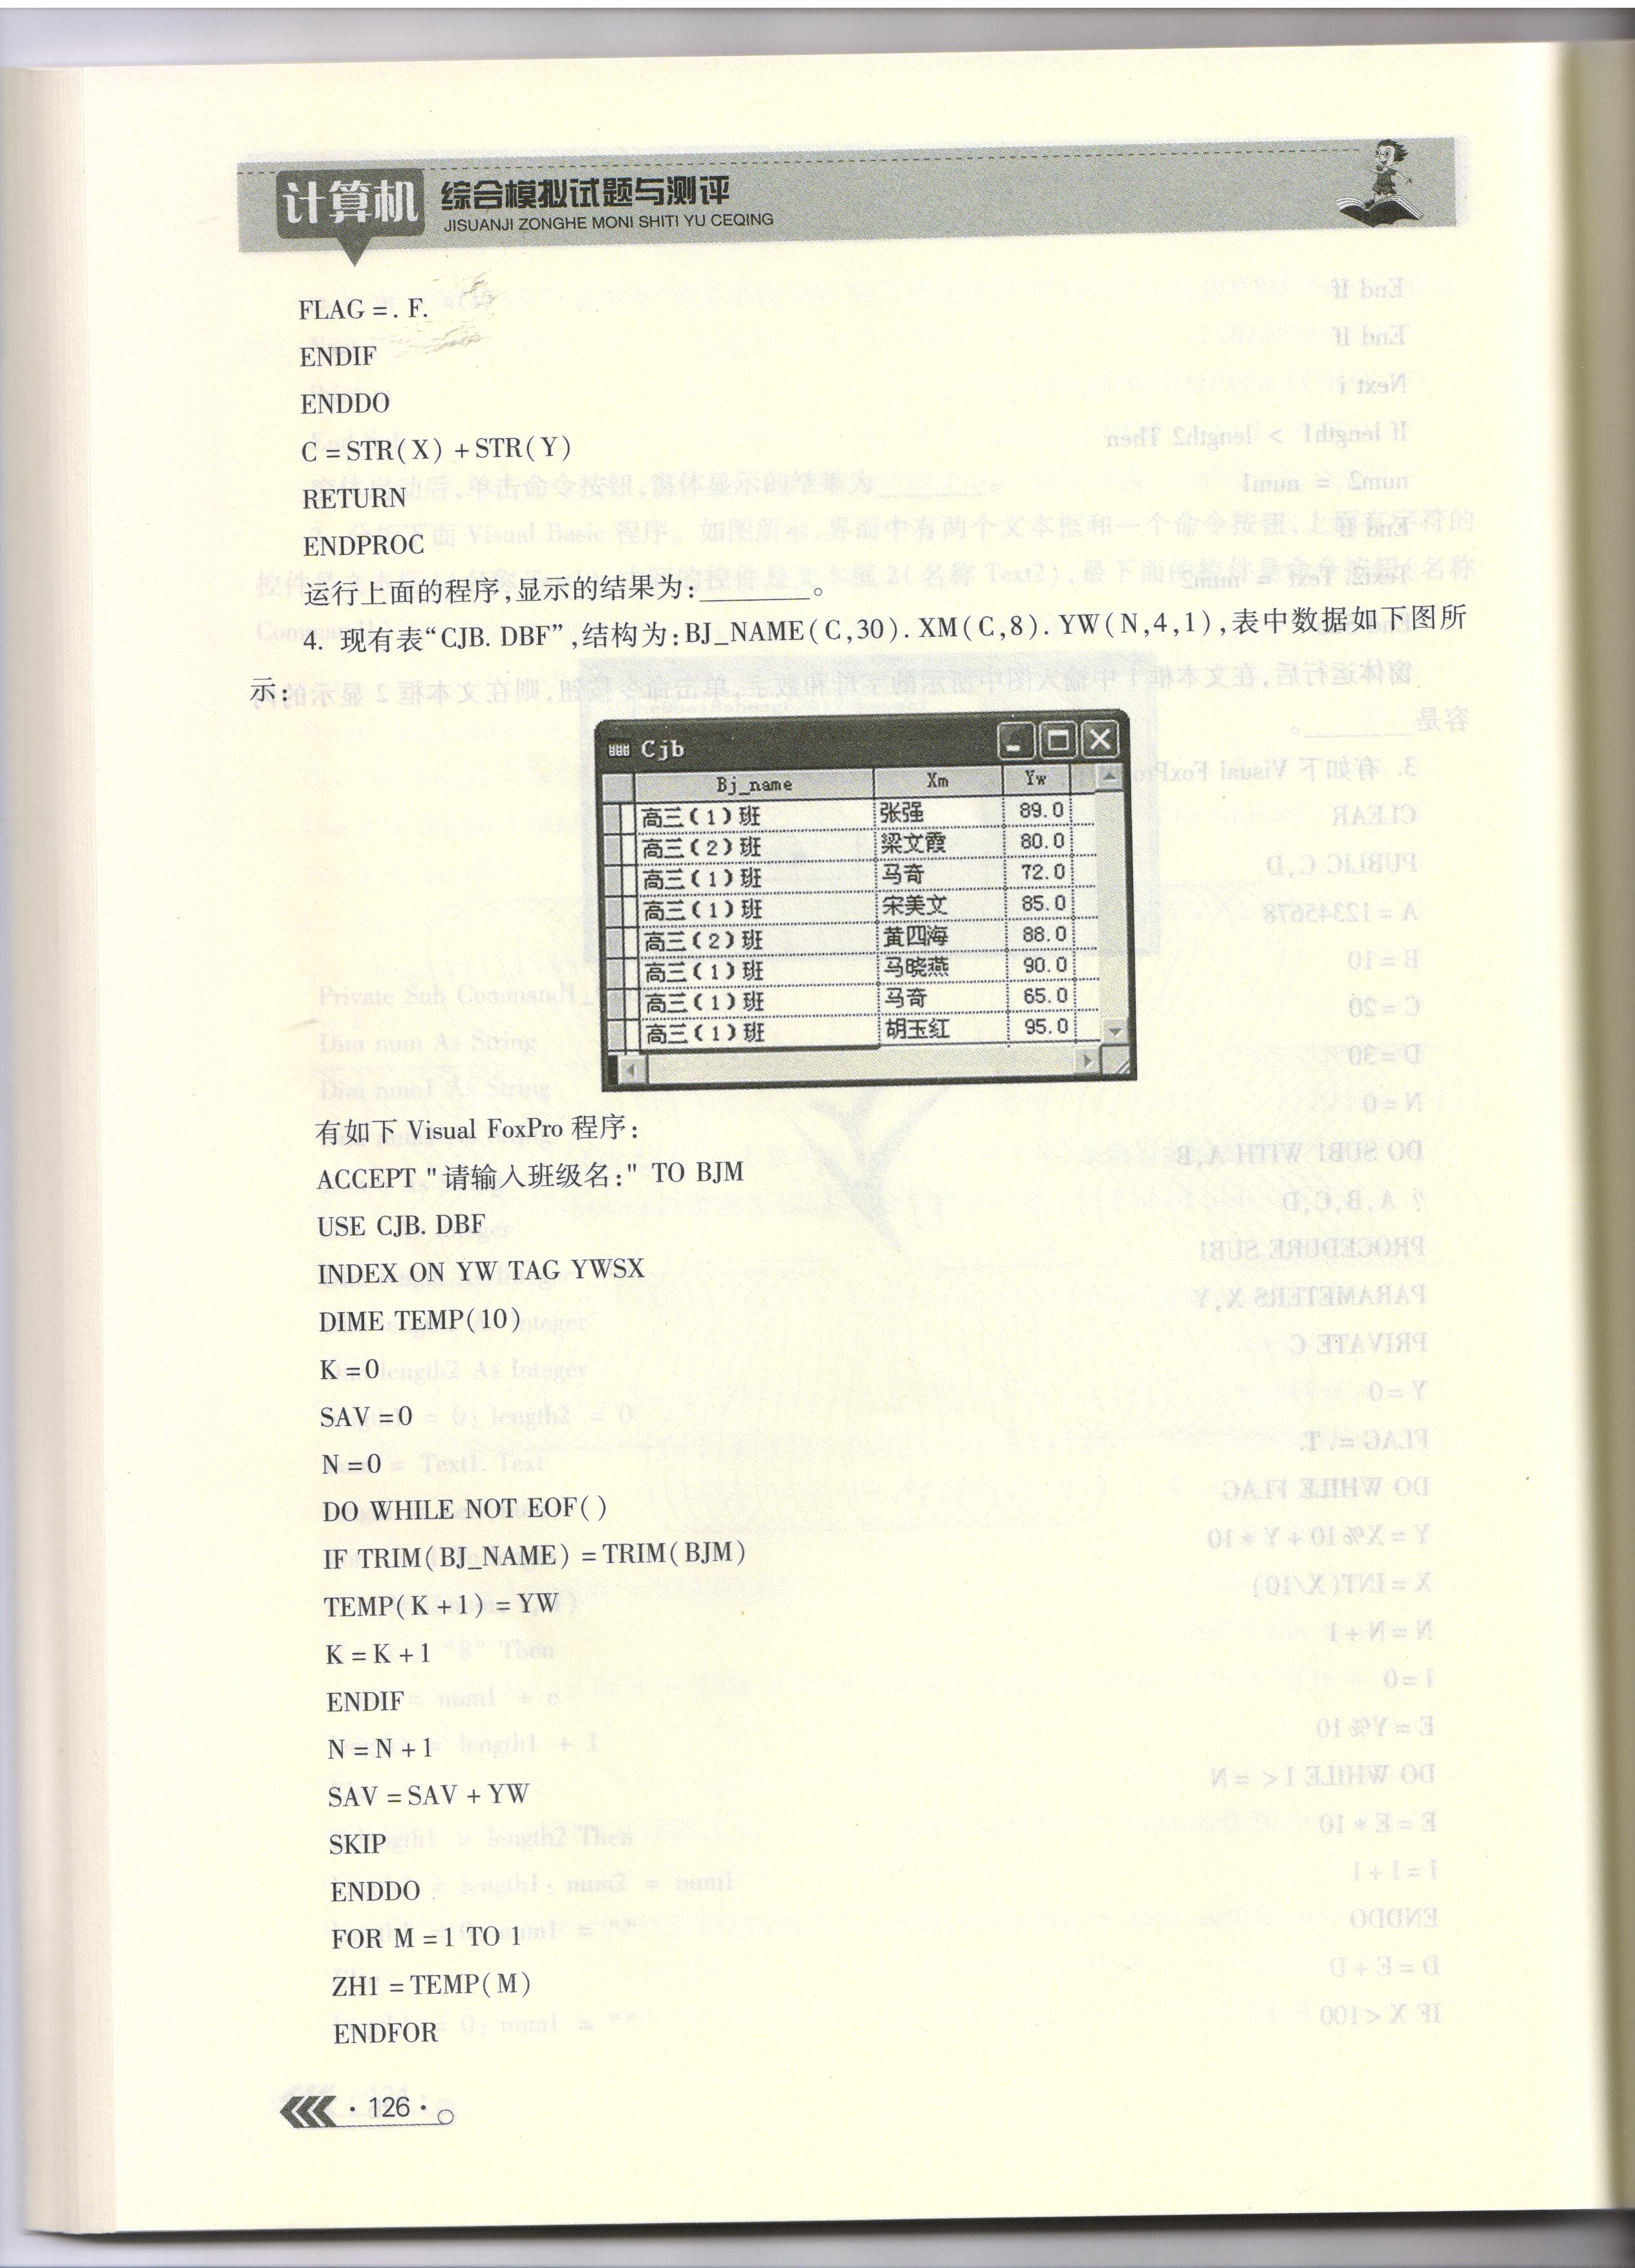 计算机 综合模拟试题与测评
JISUANJI ZONGHE MONI SHITI YU CEQING
FLAG =. F.
ENDIF
ENDDO
C =STR(X) +STR(Y)
RETURN
ENDPROC
运行上面的程序,显示的结果为:________。
4. 现有表“CJB. DBF”,结构为:BJ_NAME(C,30). XM(C,8). YW(N,4,1),表中数据如下图所
示:
Cjb
Bj_name Xm Yw
高三(1)班 张强 89.0
高三(2)班 梁文霞 80.0
高三(1)班 马奇 72.0
高三(1)班 宋美文 85.0
高三(2)班 黄四海 88.0
高三(1)班 马晓燕 90.0
高三(1)班 马奇 65.0
高三(1)班 胡玉红 95.0
有如下 Visual FoxPro 程序:
ACCEPT "请输入班级名:" TO BJM
USE CJB. DBF
INDEX ON YW TAG YWSX
DIME TEMP(10)
K =0
SAV =0
N =0
DO WHILE NOT EOF( )
IF TRIM(BJ_NAME) =TRIM(BJM)
TEMP(K +1) =YW
K =K +1
ENDIF
N =N +1
SAV =SAV + YW
SKIP
ENDDO
FOR M =1 TO 1
ZH1 =TEMP(M)
ENDFOR
· 126 ·